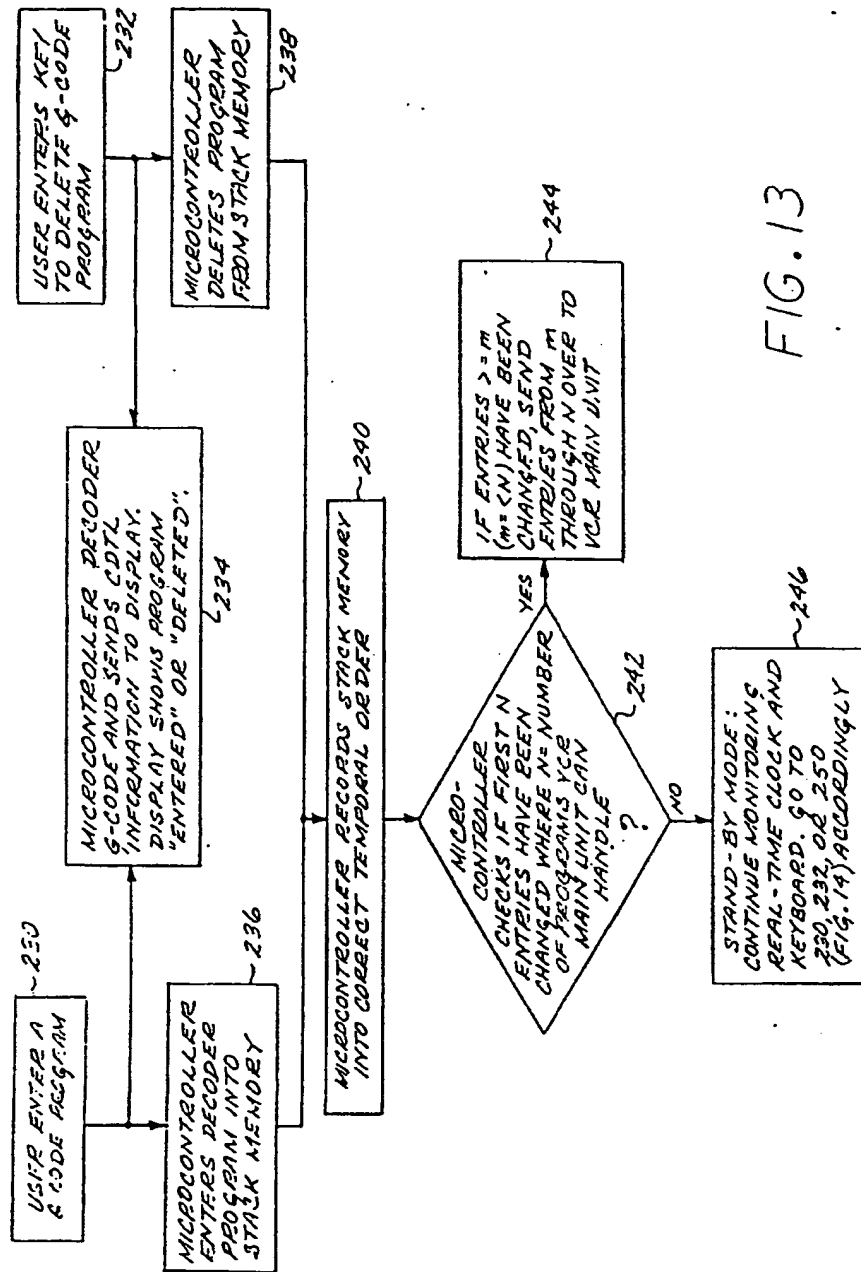 USER ENTER A
G CODE PROGRAM
230
USER ENTERS KEY
TO DELETE G-CODE
PROGRAM
232
MICROCONTROLLER DECODER
G-CODE AND SENDS CDTL
INFORMATION TO DISPLAY.
DISPLAY SHOWS PROGRAM
"ENTERED" OR "DELETED".
234
MICROCONTROLLER
ENTERS DECODER
PROGRAM INTO
STACK MEMORY
236
MICROCONTROLLER
DELETES PROGRAM
FROM STACK MEMORY
238
MICROCONTROLLER RECORDS STACK MEMORY
INTO CORRECT TEMPORAL ORDER
240
MICRO-
CONTROLLER
CHECKS IF FIRST N
ENTRIES HAVE BEEN
CHANGED WHERE N= NUMBER
OF PROGRAMS VCR
MAIN UNIT CAN
HANDLE
?
242
YES
IF ENTRIES >= m
(m=<N) HAVE BEEN
CHANGED, SEND
ENTRIES FROM m
THROUGH N OVER TO
VCR MAIN UNIT
244
NO
STAND-BY MODE:
CONTINUE MONITORING
REAL-TIME CLOCK AND
KEYBOARD. GO TO
230, 232, OR 250
(FIG. 14) ACCORDINGLY
246
FIG. 13